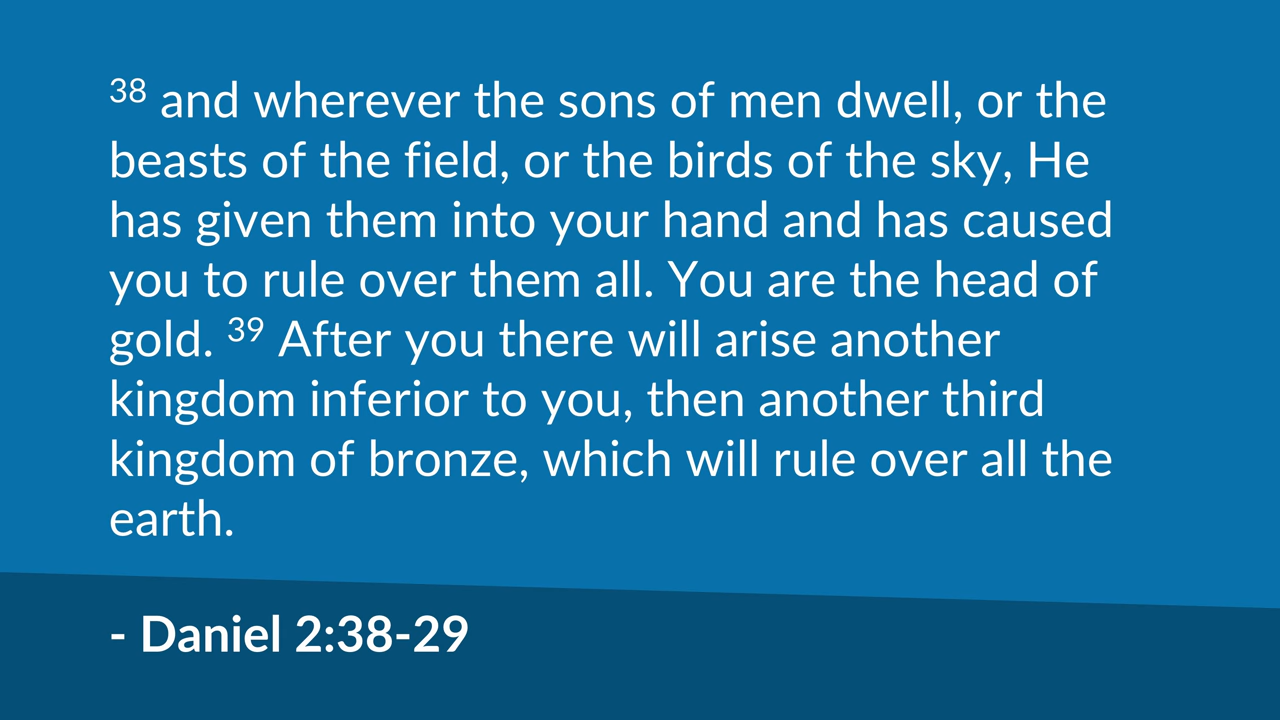 38 and wherever the sons of men dwell, or the
beasts of the field, or the birds of the sky, He
has given them into your hand and has caused
you to rule over them all. You are the head of
gold. 39 After you there will arise another
kingdom inferior to you, then another third
kingdom of bronze, which will rule over all the
earth.
- Daniel 2:38-29